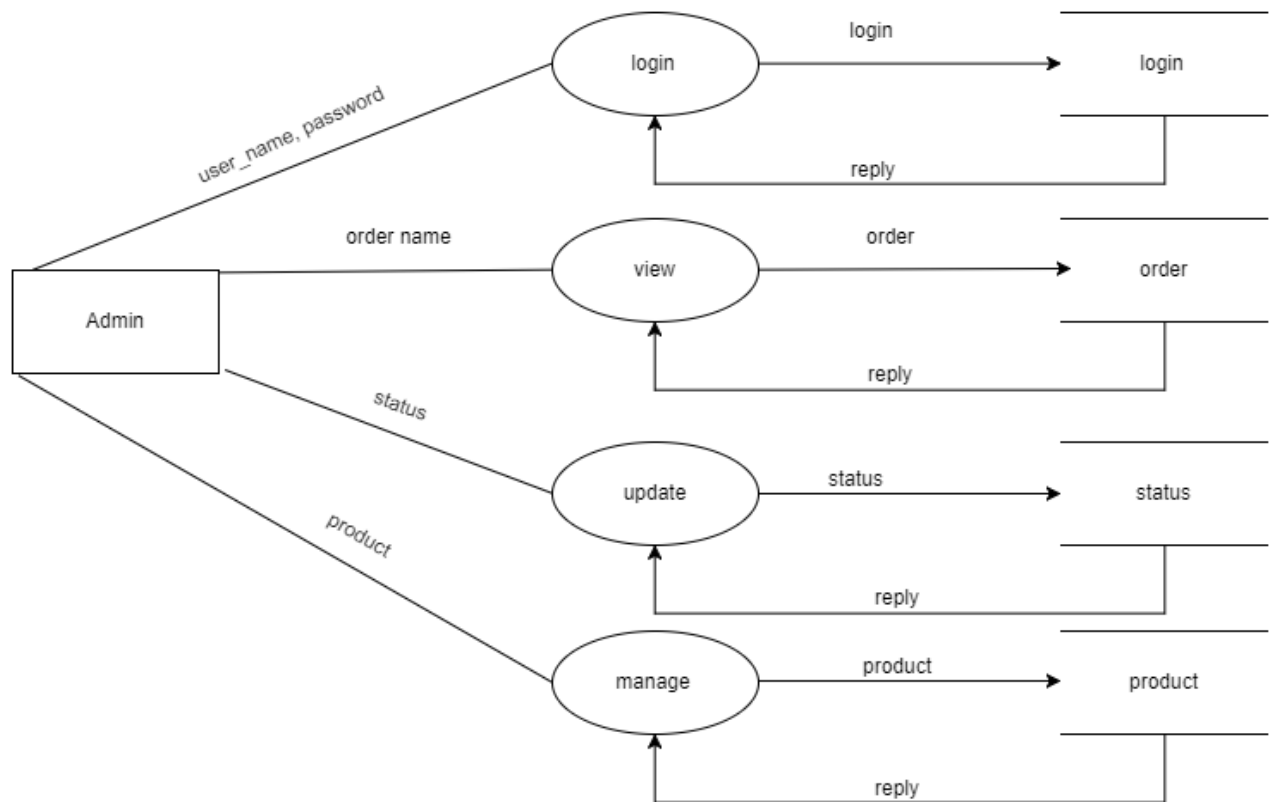 login
login
login
user_name, password
reply
order name
view
order
order
Admin
reply
status
update
status
status
product
reply
manage
product
product
reply